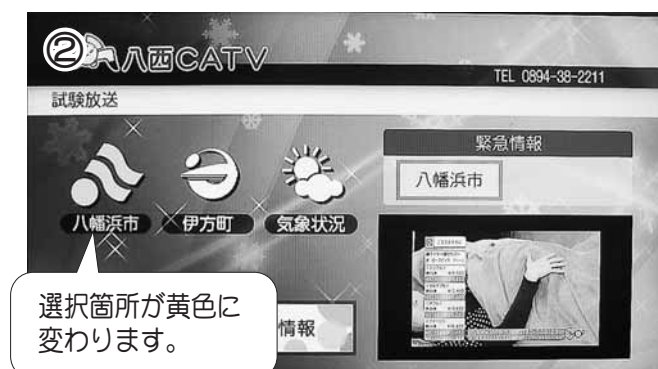 ②
八西CATV
TEL 0894-38-2211
試験放送
緊急情報
八幡浜市
八幡浜市
伊方町
気象状況
情報
選択箇所が黄色に
変わります。